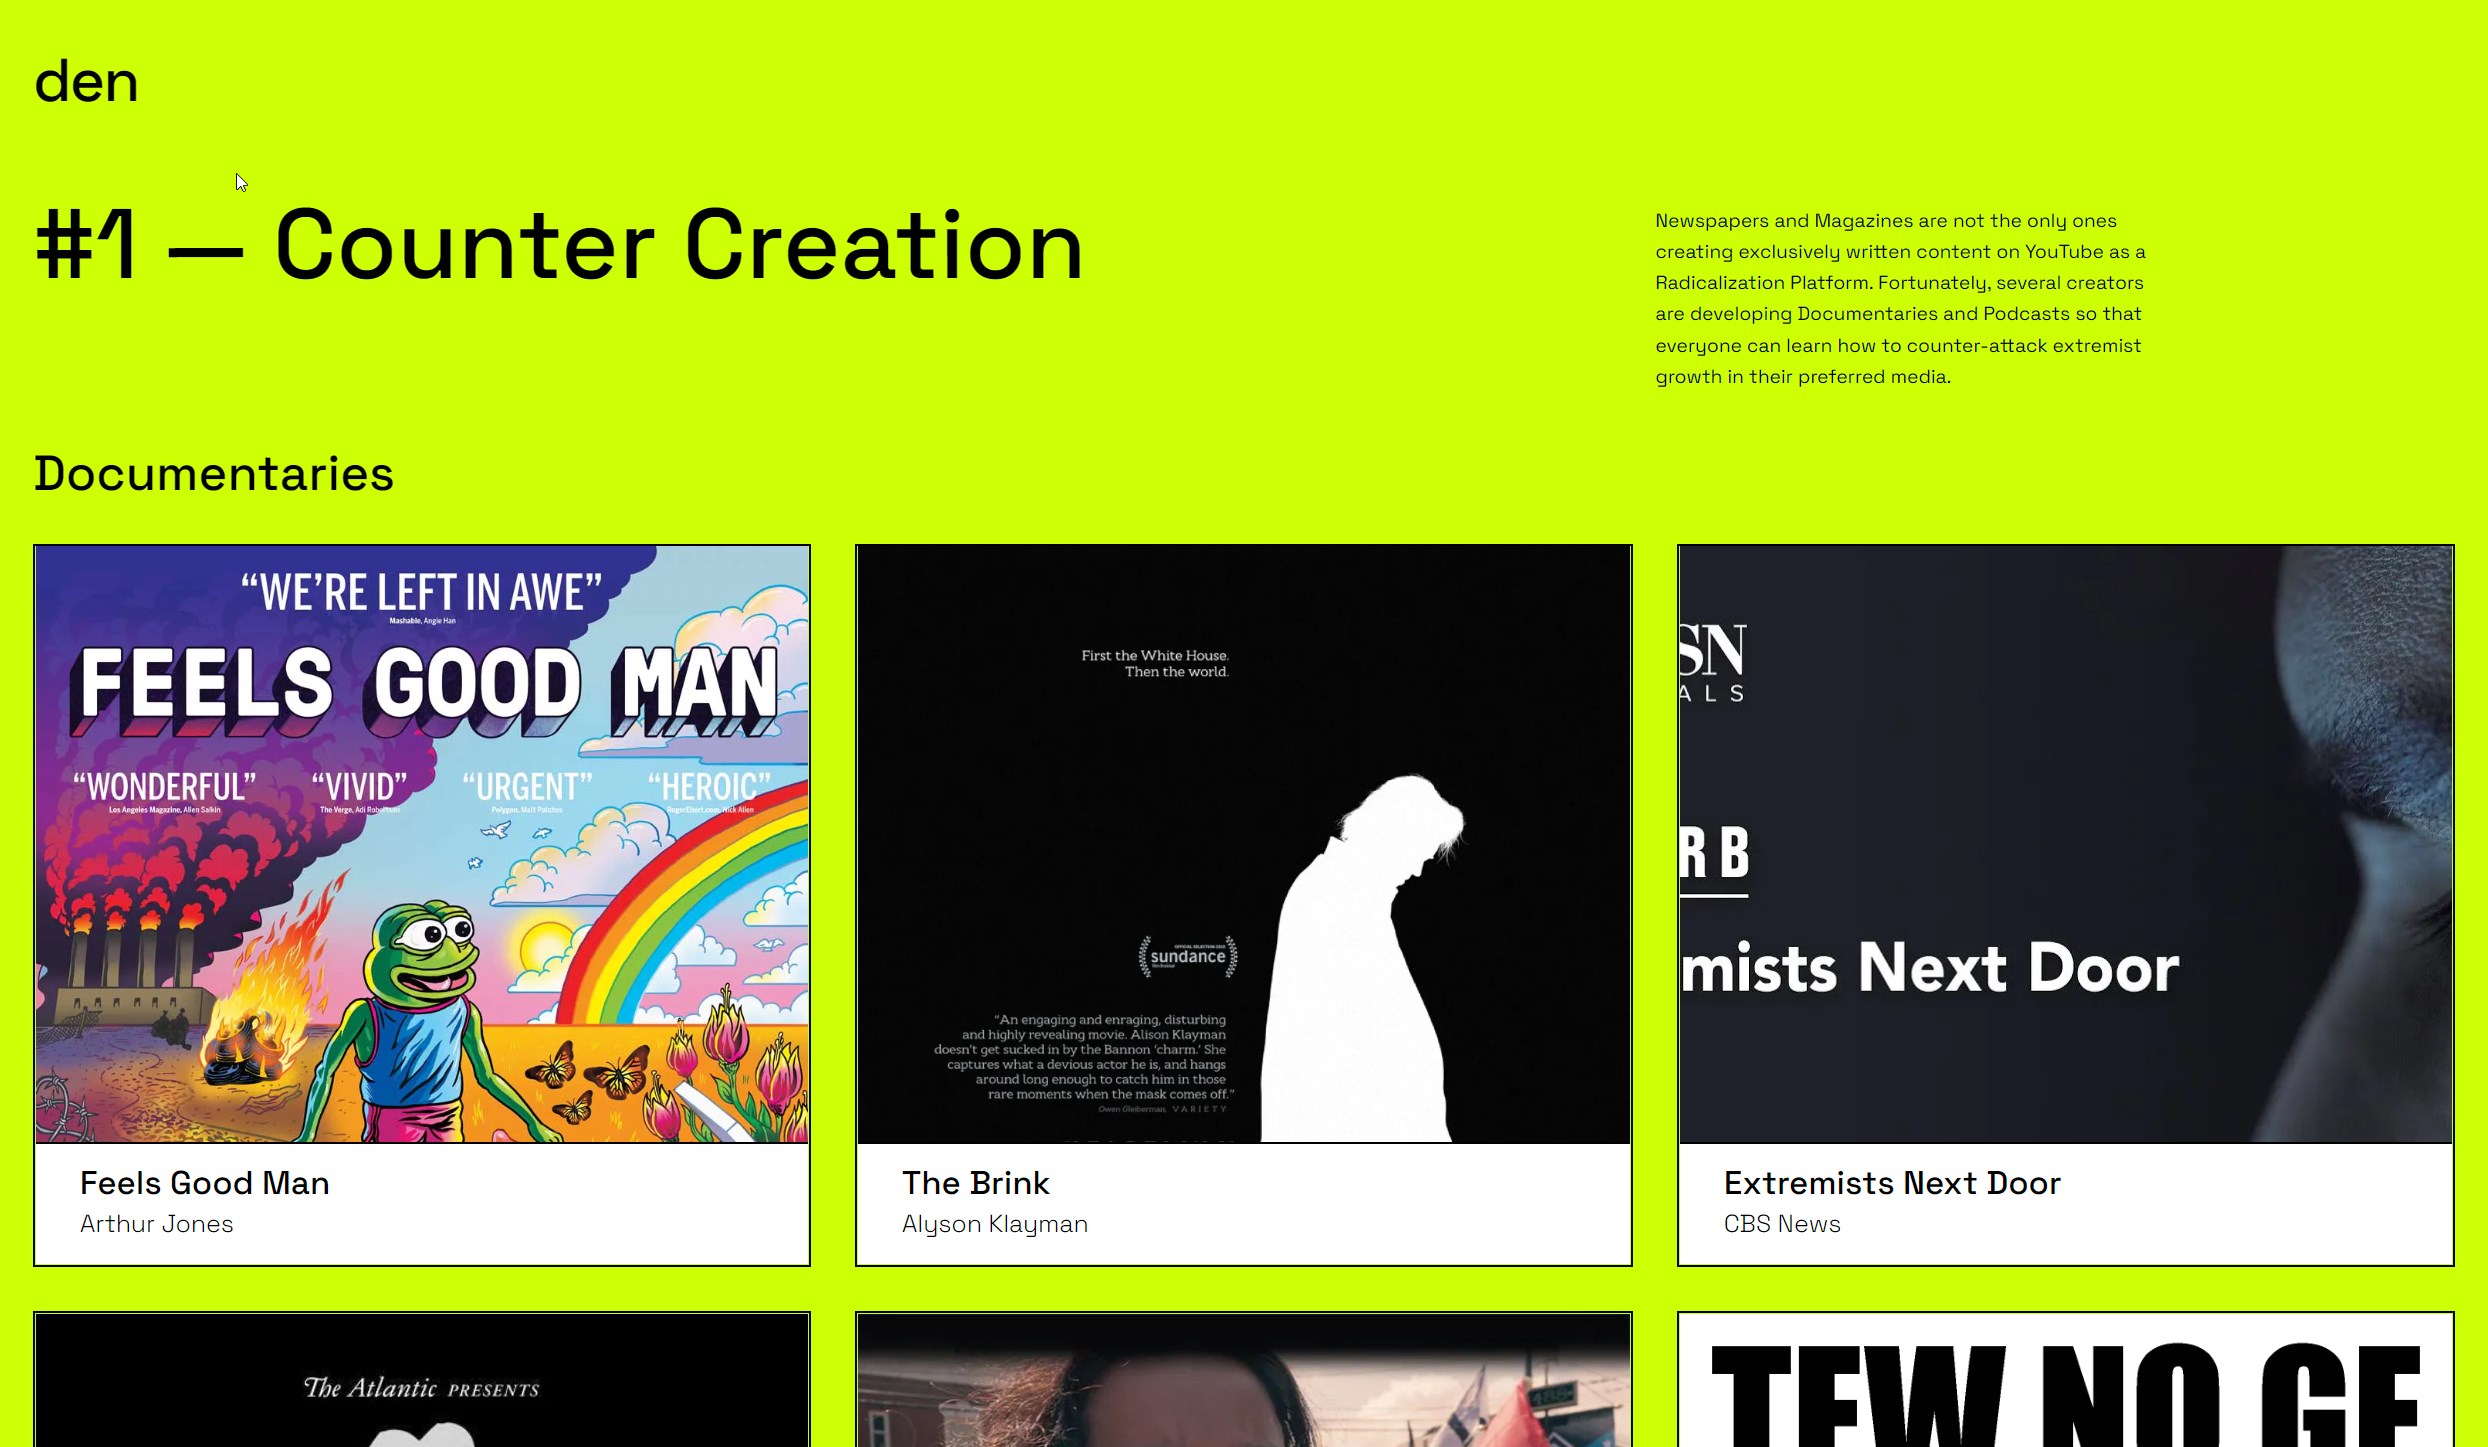 den
#1 — Counter Creation
Newspapers and Magazines are not the only ones
creating exclusively written content on YouTube as a
Radicalization Platform. Fortunately, several creators
are developing Documentaries and Podcasts so that
everyone can learn how to counter-attack extremist
growth in their preferred media.
Documentaries
“WE’RE LEFT IN AWE”
Mashable, Angie Han
FEELS GOOD MAN
“WONDERFUL” “VIVID” “URGENT” “HEROIC”
Los Angeles Magazine, Allen Salkin The Verge, Adi Robertson Polygon, Matt Patches RogerEbert.com, Nick Allen
Feels Good Man
Arthur Jones
First the White House.
Then the world.
OFFICIAL SELECTION
sundance
“An engaging and enraging, disturbing
and highly revealing movie. Alison Klayman
doesn't get sucked in by the Bannon ‘charm.’ She
captures what a devious actor he is, and hangs
around long enough to catch him in those
rare moments when the mask comes off.”
Owen Gleiberman, VARIETY
The Brink
Alyson Klayman
SN
ALS
RB
mists Next Door
Extremists Next Door
CBS News
The Atlantic PRESENTS
TEW NO GE